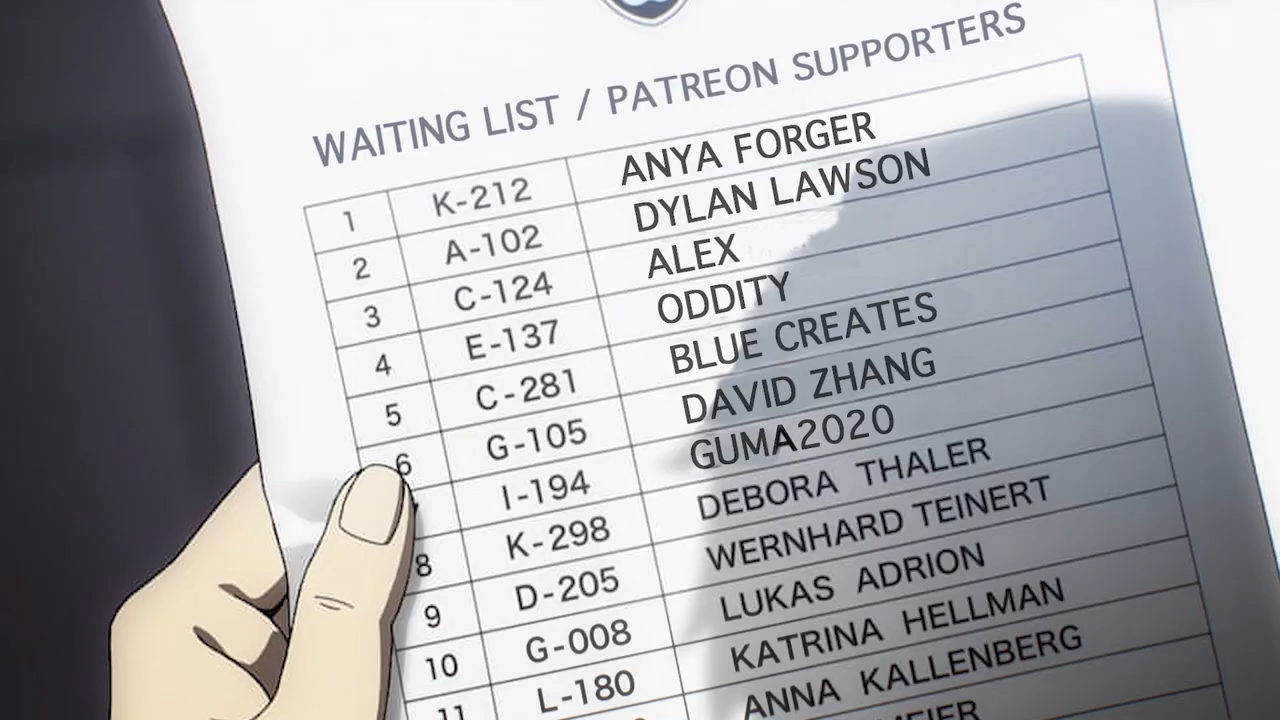 WAITING LIST / PATREON SUPPORTERS
1 K-212 ANYA FORGER
2 A-102 DYLAN LAWSON
3 C-124 ALEX
4 E-137 ODDITY
5 C-281 BLUE CREATES
6 G-105 DAVID ZHANG
I-194 GUMA2020
8 K-298 DEBORA THALER
9 D-205 WERNHARD TEINERT
10 G-008 LUKAS ADRION
11 L-180 KATRINA HELLMAN
ANNA KALLENBERG